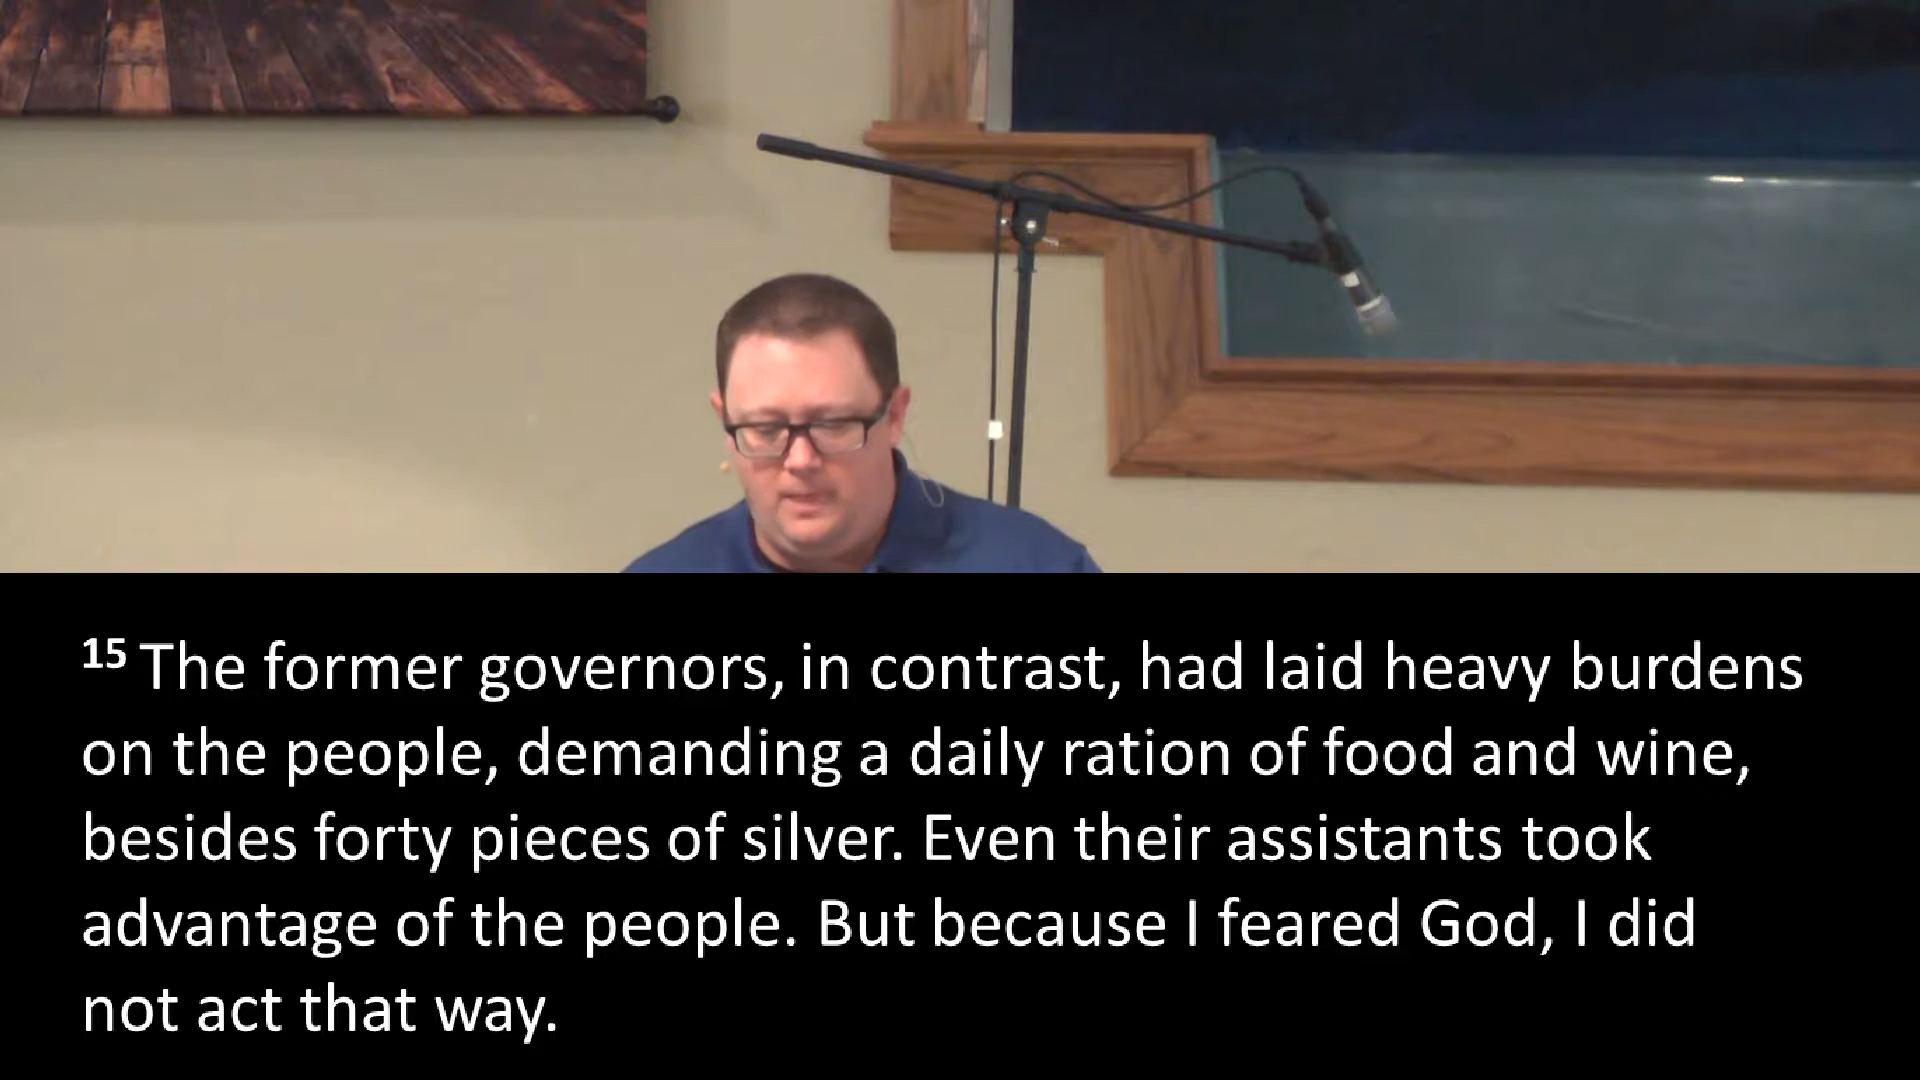 15 The former governors, in contrast, had laid heavy burdens
on the people, demanding a daily ration of food and wine,
besides forty pieces of silver. Even their assistants took
advantage of the people. But because I feared God, I did
not act that way.